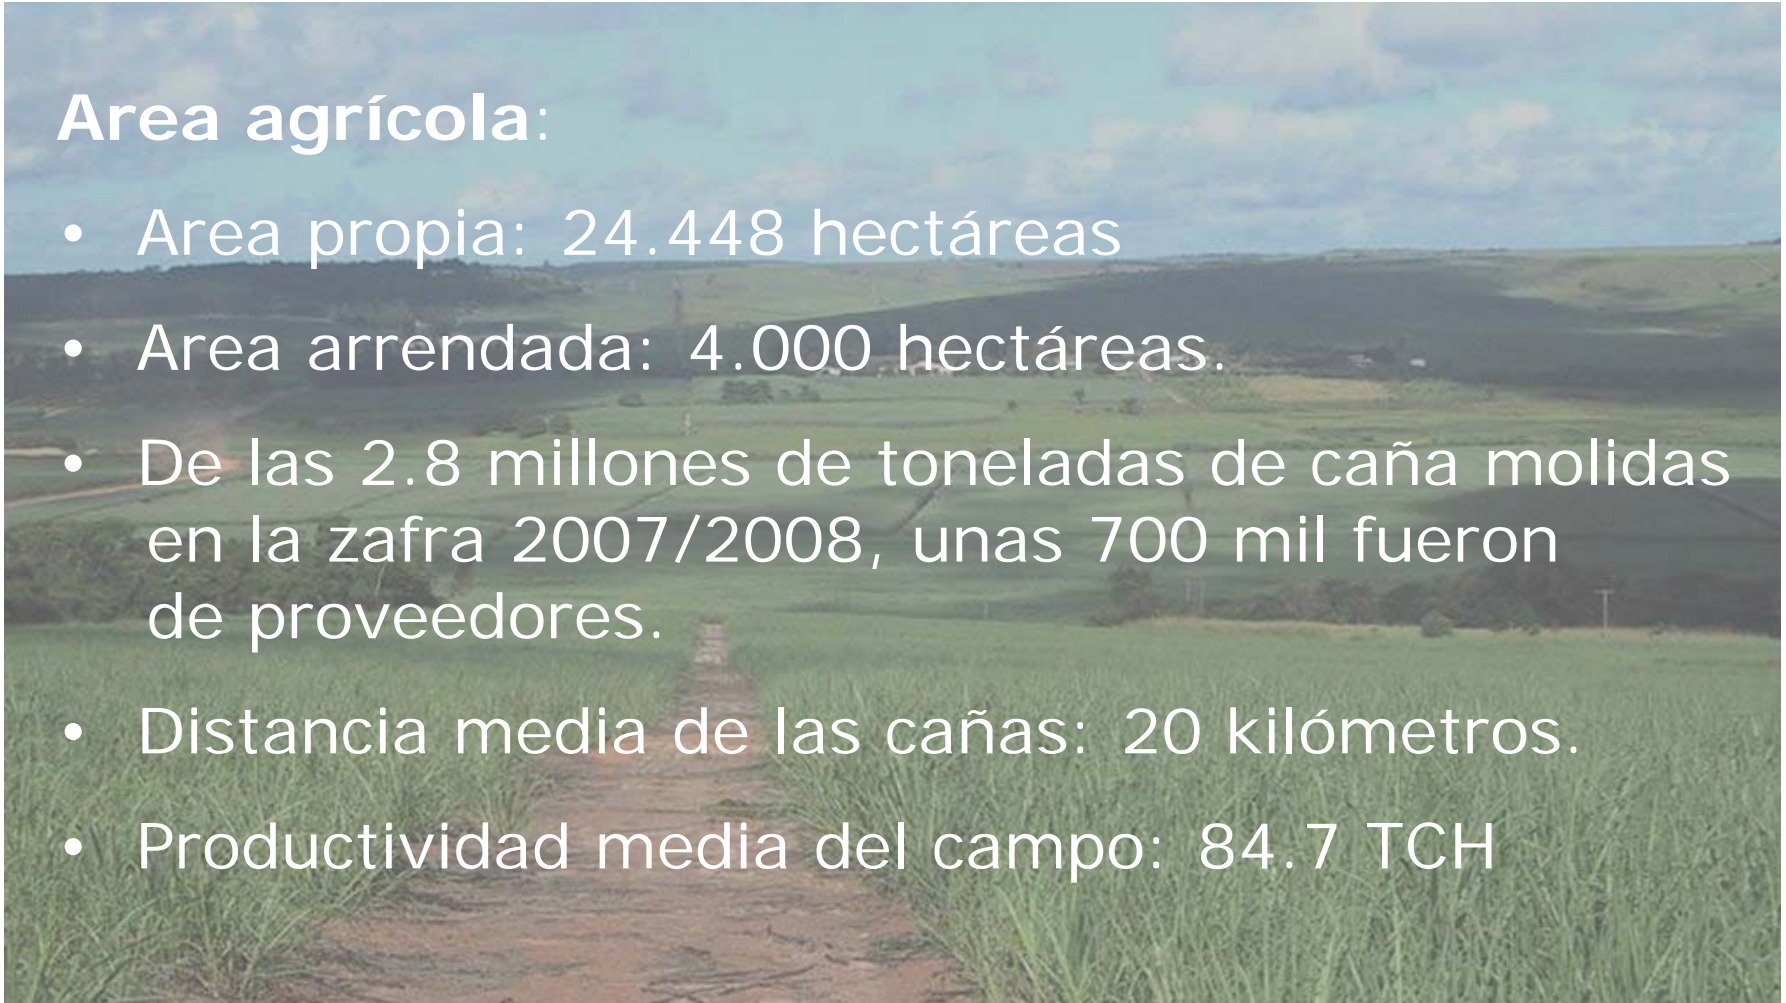 Area agrícola:
• Area propia: 24.448 hectáreas
• Area arrendada: 4.000 hectáreas.
• De las 2.8 millones de toneladas de caña molidas
en la zafra 2007/2008, unas 700 mil fueron
de proveedores.
• Distancia media de las cañas: 20 kilómetros.
• Productividad media del campo: 84.7 TCH